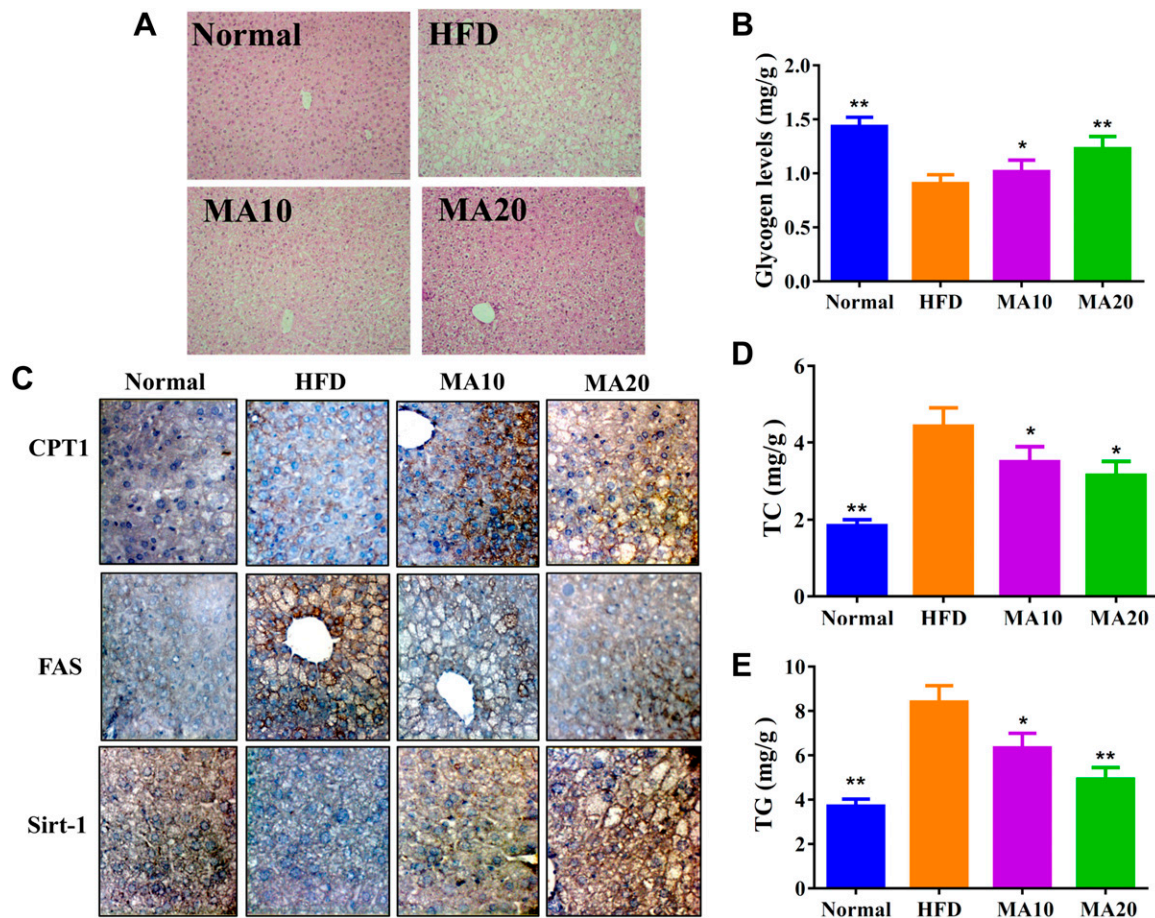 A
Normal
HFD
MA10
MA20
B
Glycogen levels (mg/g )
2.0
1.5
1.0
0.5
0.0
**
*
**
Normal HFD MA10 MA20
C
Normal HFD MA10 MA20
CPT1
FAS
Sirt-1
D
TC (mg/g )
6
4
2
0
**
*
*
Normal HFD MA10 MA20
E
TG (mg/g )
10
8
6
4
2
0
**
*
**
Normal HFD MA10 MA20